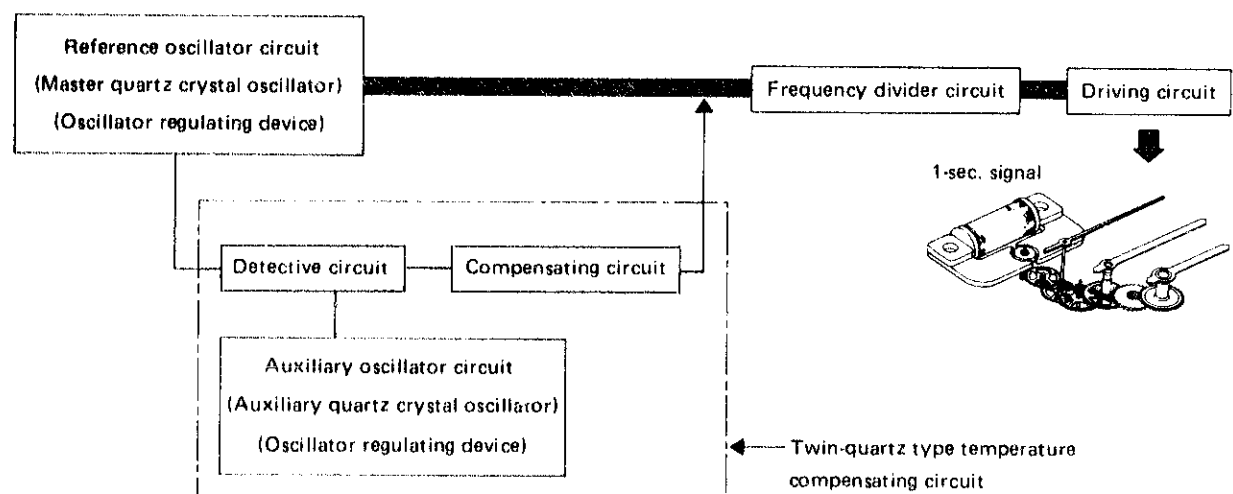 Reference oscillator circuit
(Master quartz crystal oscillator)
(Oscillator regulating device)
Frequency divider circuit
Driving circuit
1-sec. signal
Detective circuit
Compensating circuit
Auxiliary oscillator circuit
(Auxiliary quartz crystal oscillator)
(Oscillator regulating device)
Twin-quartz type temperature
compensating circuit